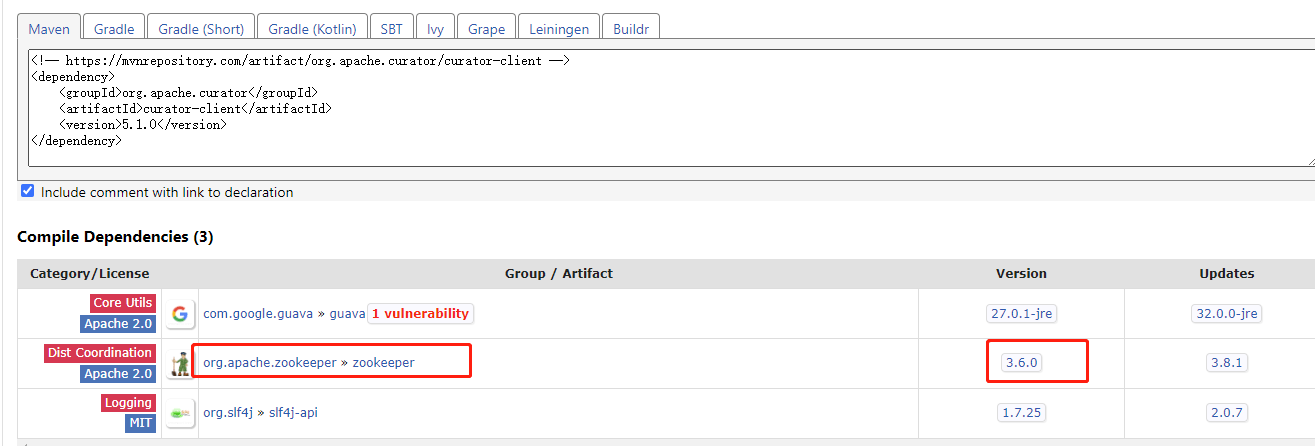 Maven Gradle Gradle (Short) Gradle (Kotlin) SBT Ivy Grape Leiningen Buildr
<!-- https://mvnrepository.com/artifact/org.apache.curator/curator-client -->
<dependency>
    <groupId>org.apache.curator</groupId>
    <artifactId>curator-client</artifactId>
    <version>5.1.0</version>
</dependency>
Include comment with link to declaration
Compile Dependencies (3)
Category/License Group / Artifact Version Updates
Core Utils
Apache 2.0
com.google.guava » guava 1 vulnerability 27.0.1-jre 32.0.0-jre
Dist Coordination
Apache 2.0
org.apache.zookeeper » zookeeper 3.6.0 3.8.1
Logging
MIT
org.slf4j » slf4j-api 1.7.25 2.0.7